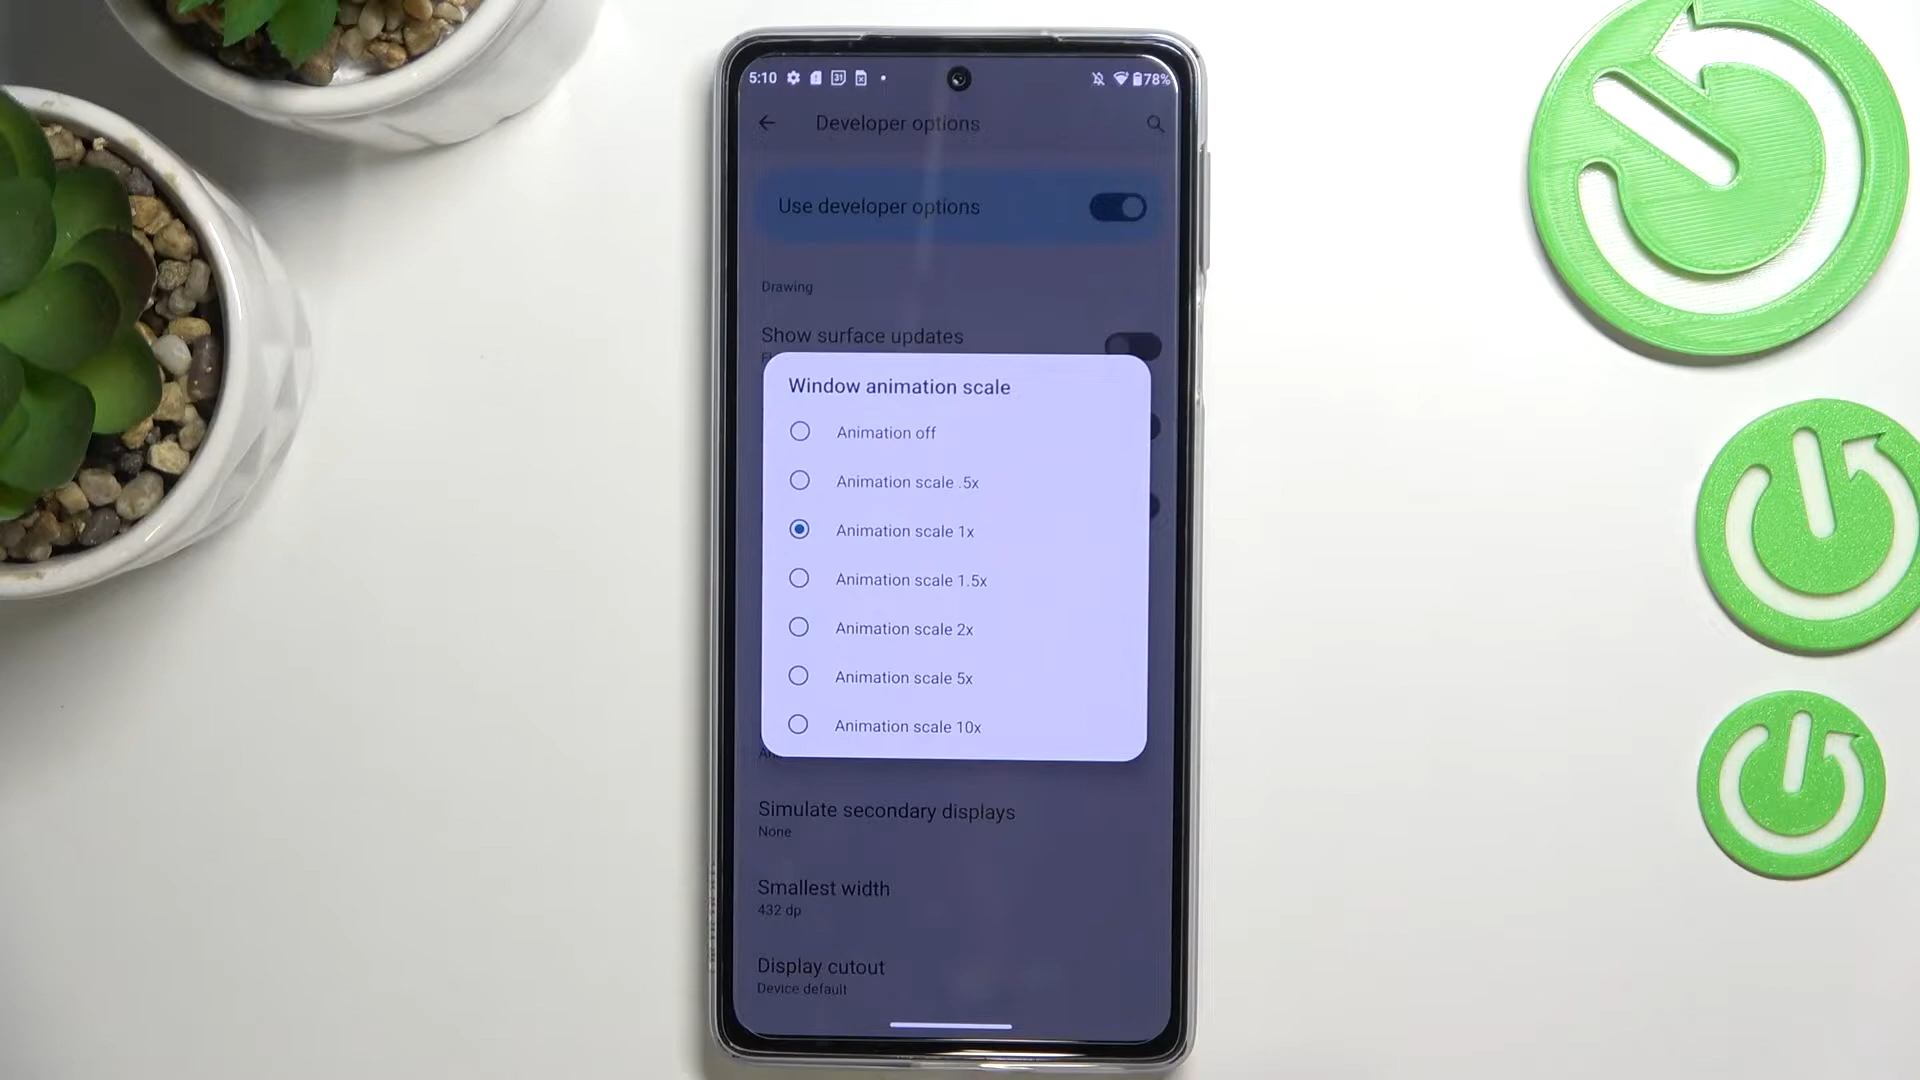 5:10 31 78%
Developer options
Use developer options
Drawing
Show surface updates
Window animation scale
Animation off
Animation scale .5x
Animation scale 1x
Animation scale 1.5x
Animation scale 2x
Animation scale 5x
Animation scale 10x
Simulate secondary displays
None
Smallest width
432 dp
Display cutout
Device default